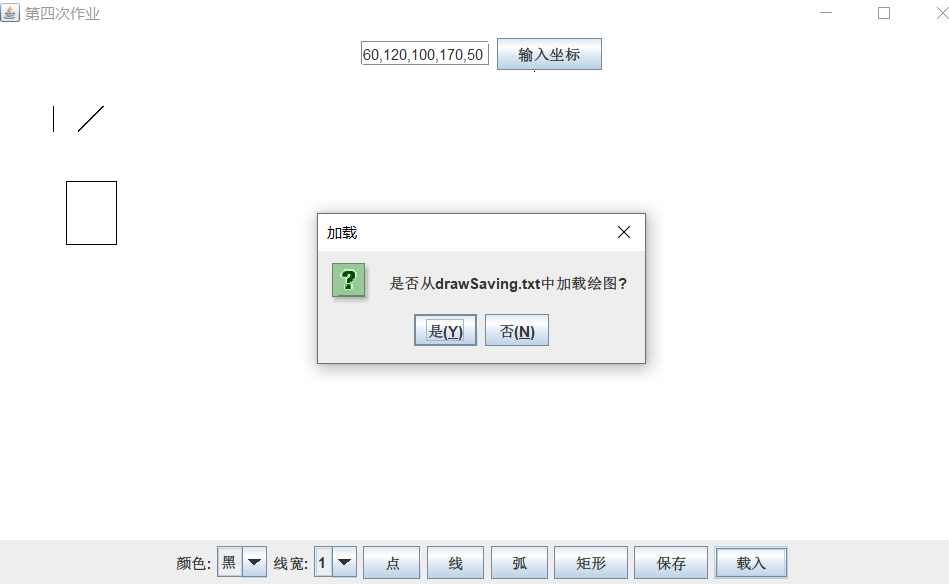 第四次作业
60,120,100,170,50 输入坐标
加载
是否从drawSaving.txt中加载绘图?
是(Y) 否(N)
颜色: 黑 线宽: 1 点 线 弧 矩形 保存 载入